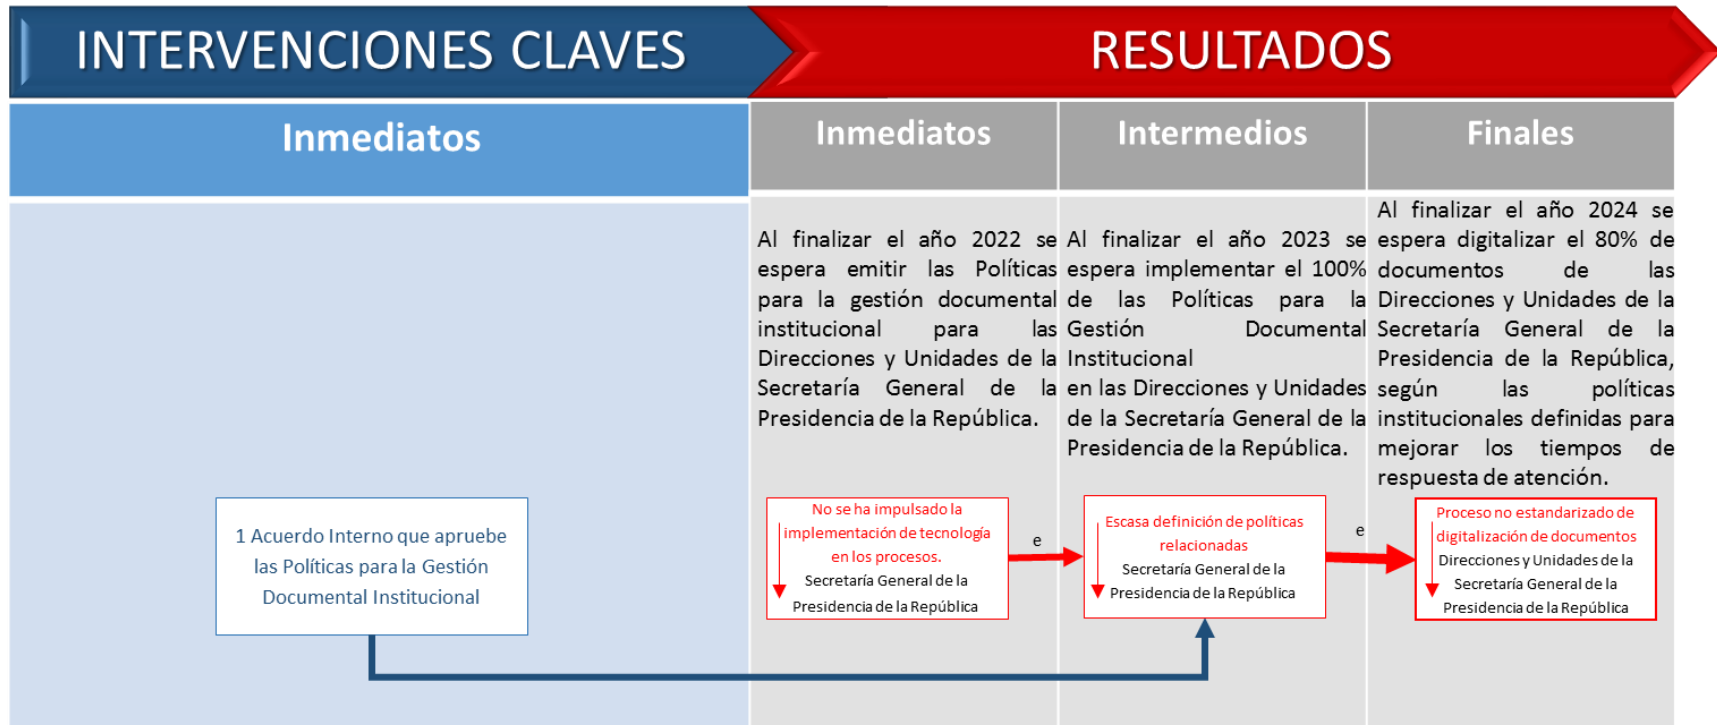 INTERVENCIONES CLAVES
RESULTADOS
Inmediatos
Inmediatos
Intermedios
Finales
Al finalizar el año 2022 se
espera emitir las Políticas
para la gestión documental
institucional para las
Direcciones y Unidades de la
Secretaría General de la
Presidencia de la República.
Al finalizar el año 2023 se
espera implementar el 100%
de las Políticas para la
Gestión Documental
Institucional
en las Direcciones y Unidades
de la Secretaría General de la
Presidencia de la República.
Al finalizar el año 2024 se
espera digitalizar el 80% de
documentos de las
Direcciones y Unidades de la
Secretaría General de la
Presidencia de la República,
según las políticas
institucionales definidas para
mejorar los tiempos de
respuesta de atención.
1 Acuerdo Interno que apruebe
las Políticas para la Gestión
Documental Institucional
No se ha impulsado la
implementación de tecnología
en los procesos.
Secretaría General de la
Presidencia de la República
e
Escasa definición de políticas
relacionadas
Secretaría General de la
Presidencia de la República
e
Proceso no estandarizado de
digitalización de documentos
Direcciones y Unidades de la
Secretaría General de la
Presidencia de la República